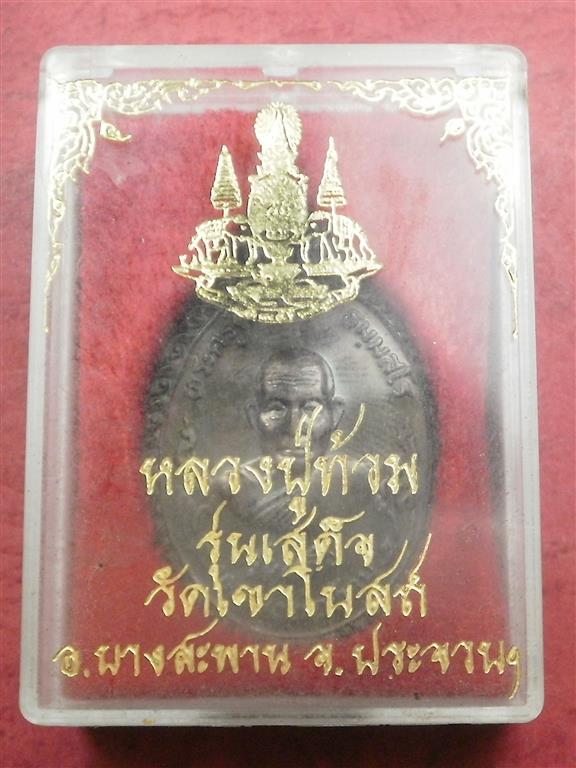 หลวงปู่ท้วม
รุ่นเสด็จ
วัดเขาโบสถ์
อ.บางสะพาน จ.ประจวบฯ